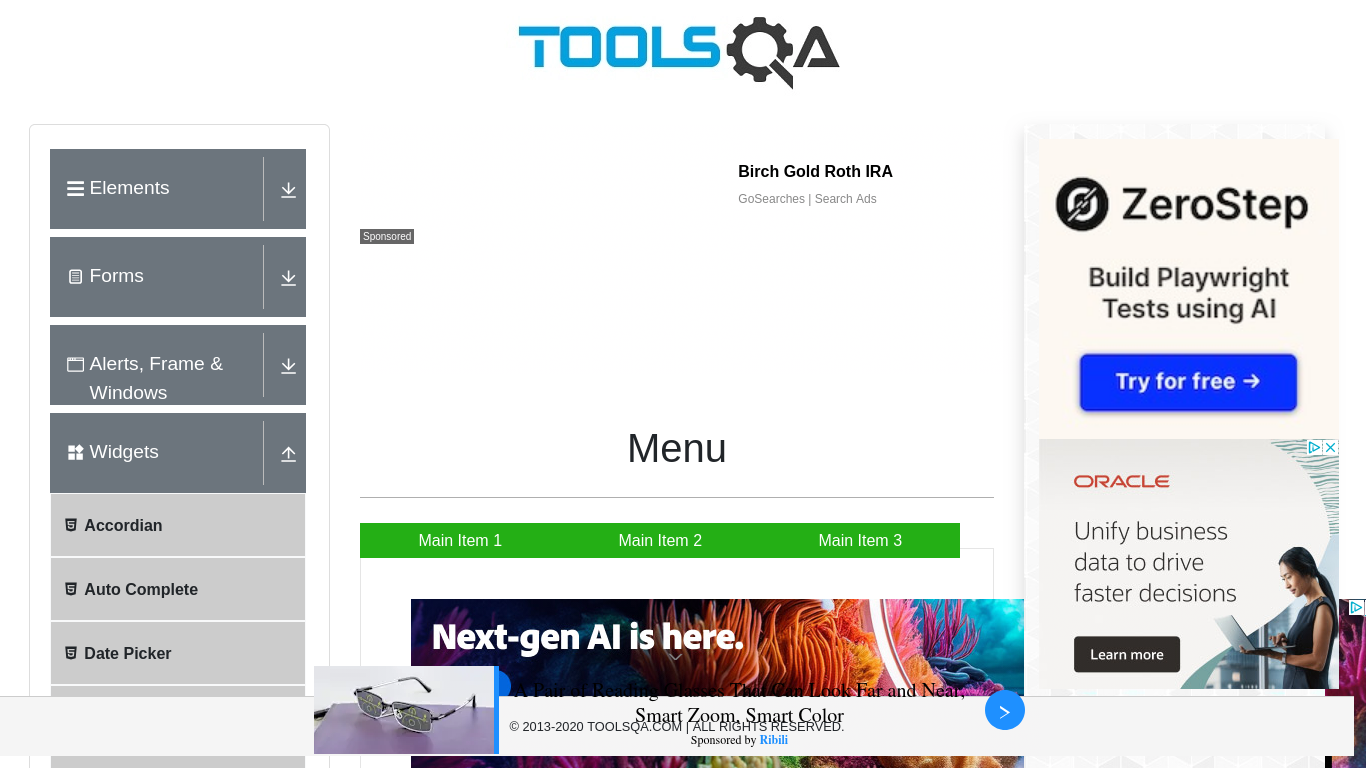 TOOLSQA
Elements
Forms
Alerts, Frame &
Windows
Widgets
Accordian
Auto Complete
Date Picker
Birch Gold Roth IRA
GoSearches | Search Ads
Sponsored
Menu
Main Item 1
Main Item 2
Main Item 3
Next-gen AI is here.
A Pair of Reading Glasses That Can Look Far and Near,
Smart Zoom, Smart Color
© 2013-2020 TOOLSQA.COM | ALL RIGHTS RESERVED.
Sponsored by Ribili
ZeroStep
Build Playwright
Tests using AI
Try for free →
ORACLE
Unify business
data to drive
faster decisions
Learn more